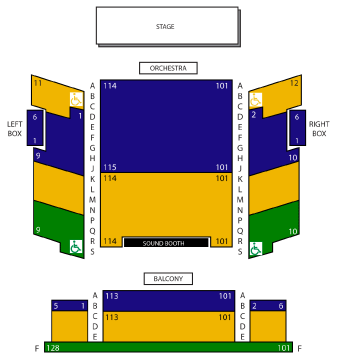 STAGE
ORCHESTRA
11 A 114 101 A 12
B B
C C
1 D D 2
LEFT BOX 6 E E 6 RIGHT BOX
F F
1 G G 1
9 H 115 101 H 10
J J
K 114 101 K
L L
M M
N N
P P
9 Q Q 10
R 114 SOUND BOOTH 101 R
S S
BALCONY
A 113 101 A
5 1 B B 2 6
C 113 101 C
D D
E E
F 128 101 F